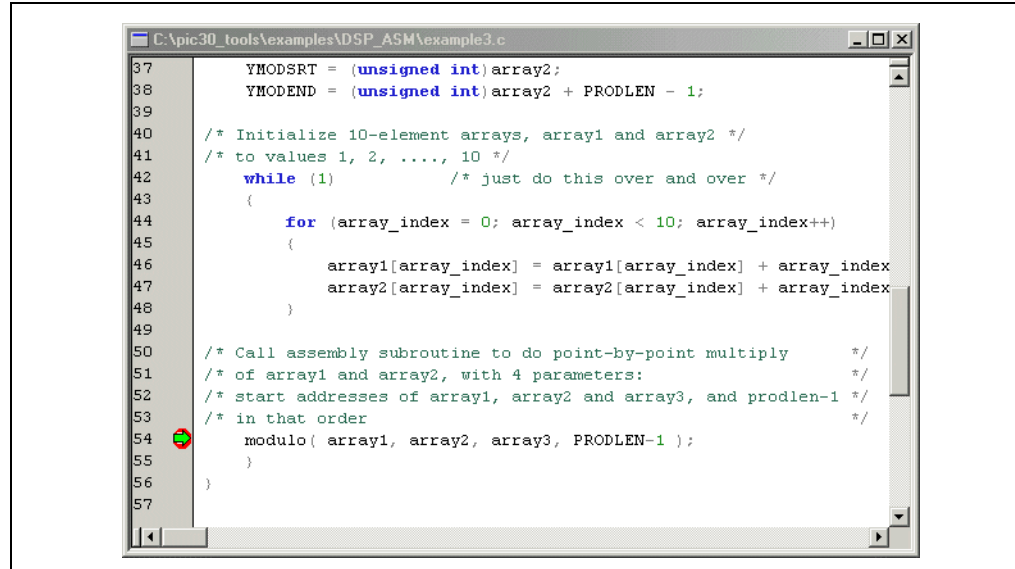 C:\pic30_tools\examples\DSP_ASM\example3.c
37 YMODSRT = (unsigned int)array2;
38 YMODEND = (unsigned int)array2 + PRODLEN - 1;
39
40 /* Initialize 10-element arrays, array1 and array2 */
41 /* to values 1, 2, ...., 10 */
42 while (1) /* just do this over and over */
43 {
44 for (array_index = 0; array_index < 10; array_index++)
45 {
46 array1[array_index] = array1[array_index] + array_index
47 array2[array_index] = array2[array_index] + array_index
48 }
49
50 /* Call assembly subroutine to do point-by-point multiply */
51 /* of array1 and array2, with 4 parameters: */
52 /* start addresses of array1, array2 and array3, and prodlen-1 */
53 /* in that order */
54 modulo( array1, array2, array3, PRODLEN-1 );
55 }
56 }
57